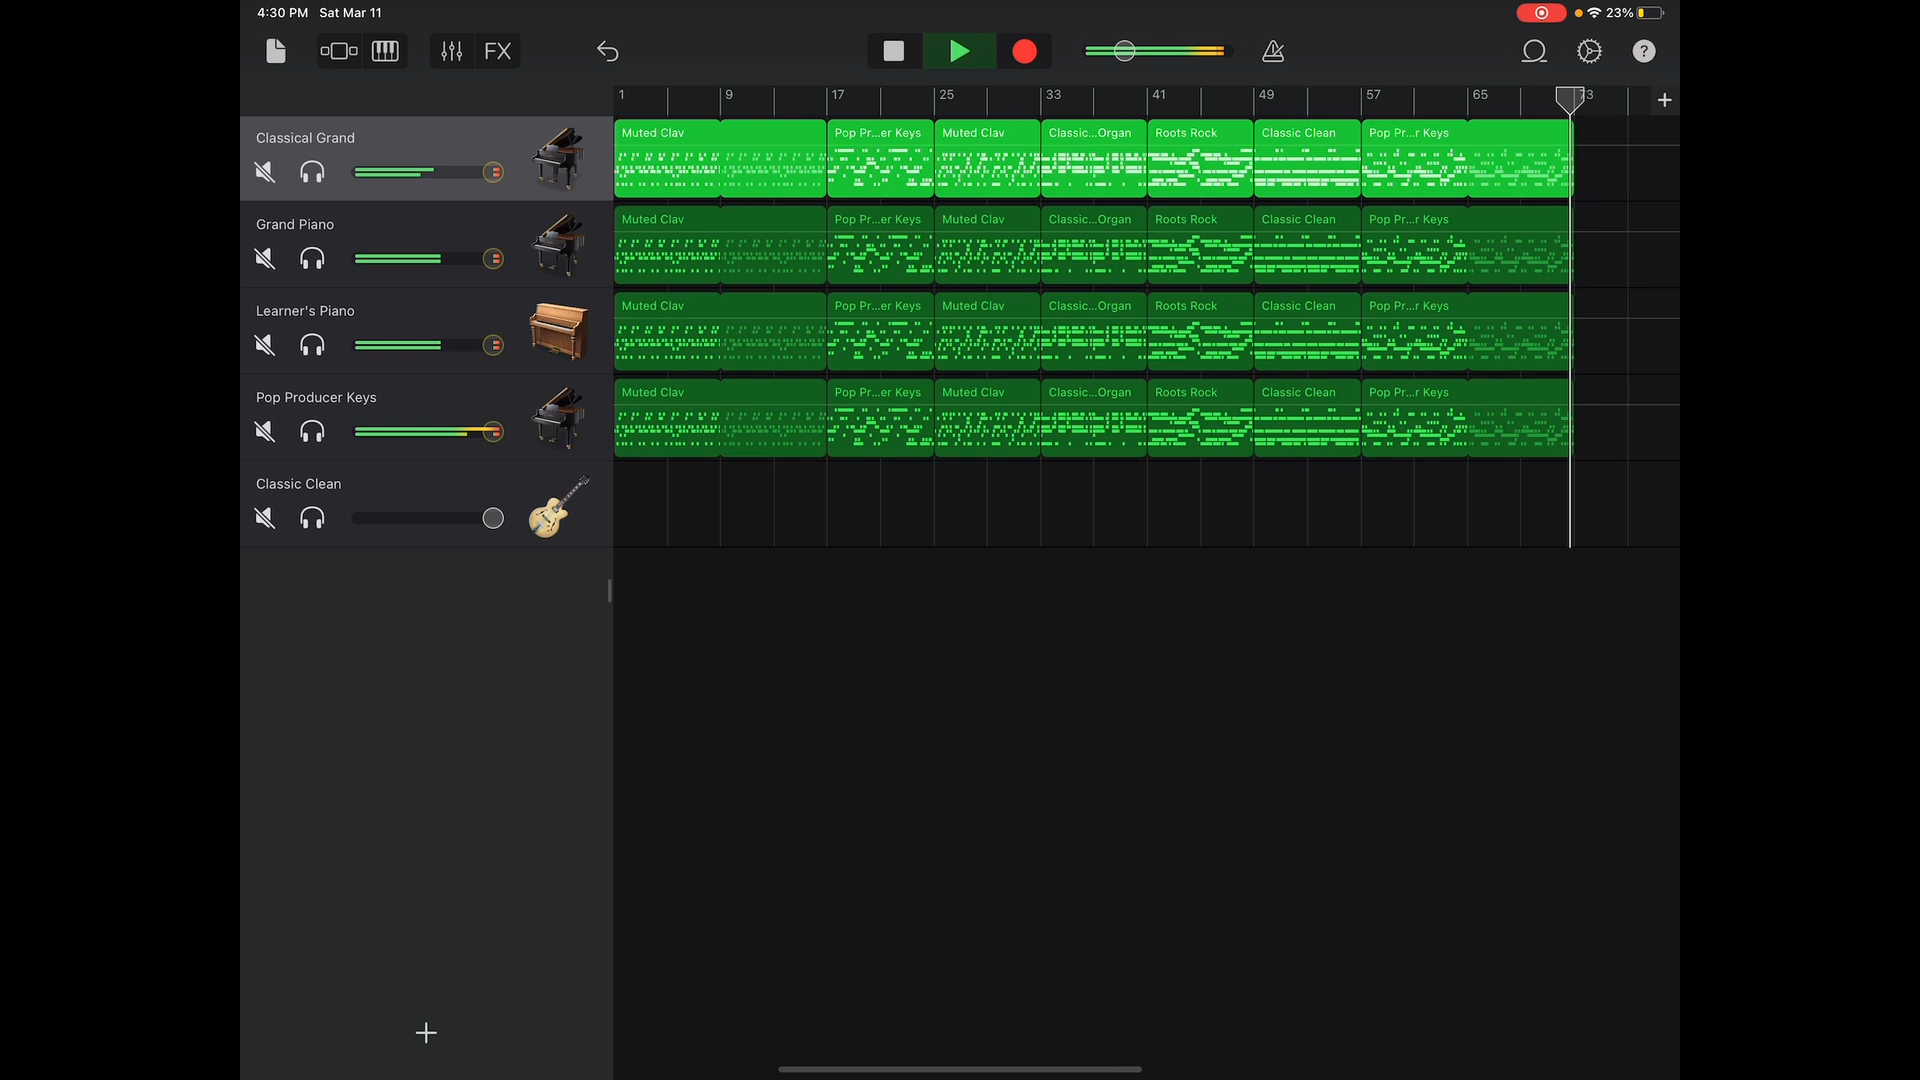 4:30 PM Sat Mar 11
23%
FX
?
1 9 17 25 33 41 49 57 65 73
Classical Grand
Muted Clav Pop Pr...er Keys Muted Clav Classic...Organ Roots Rock Classic Clean Pop Pr...r Keys
Grand Piano
Muted Clav Pop Pr...er Keys Muted Clav Classic...Organ Roots Rock Classic Clean Pop Pr...r Keys
Learner's Piano
Muted Clav Pop Pr...er Keys Muted Clav Classic...Organ Roots Rock Classic Clean Pop Pr...r Keys
Pop Producer Keys
Muted Clav Pop Pr...er Keys Muted Clav Classic...Organ Roots Rock Classic Clean Pop Pr...r Keys
Classic Clean